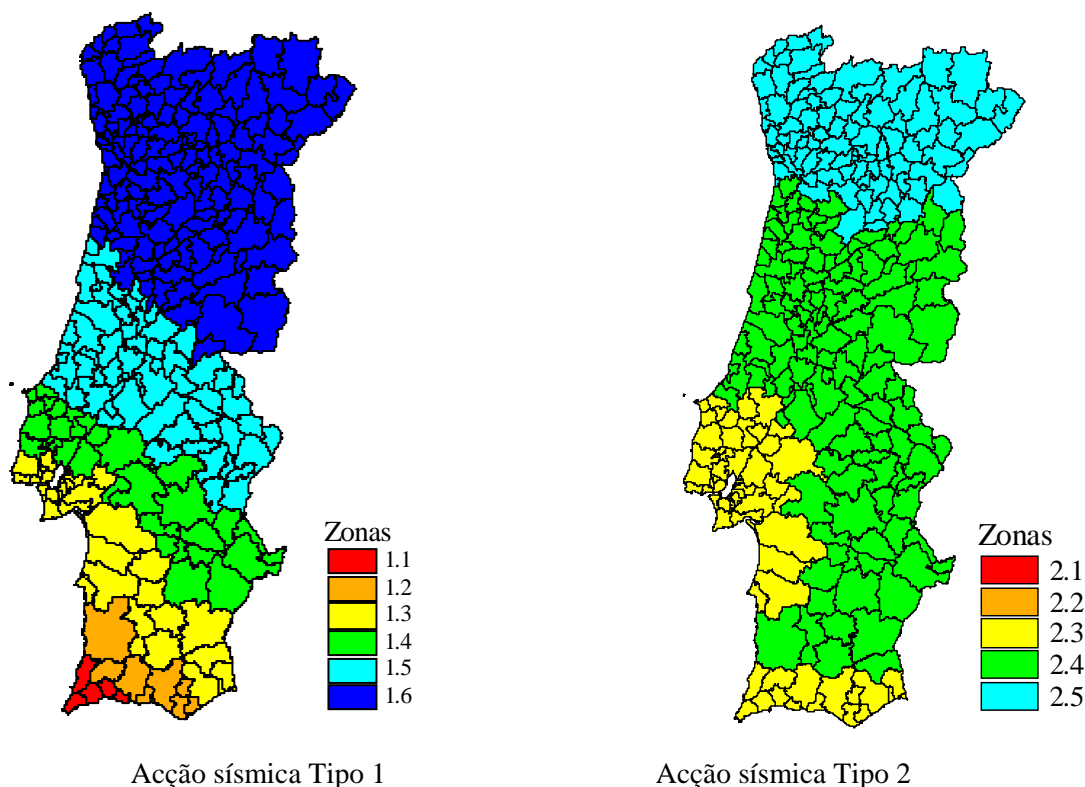 Zonas
1.1
1.2
1.3
1.4
1.5
1.6
Acção sísmica Tipo 1
Zonas
2.1
2.2
2.3
2.4
2.5
Acção sísmica Tipo 2